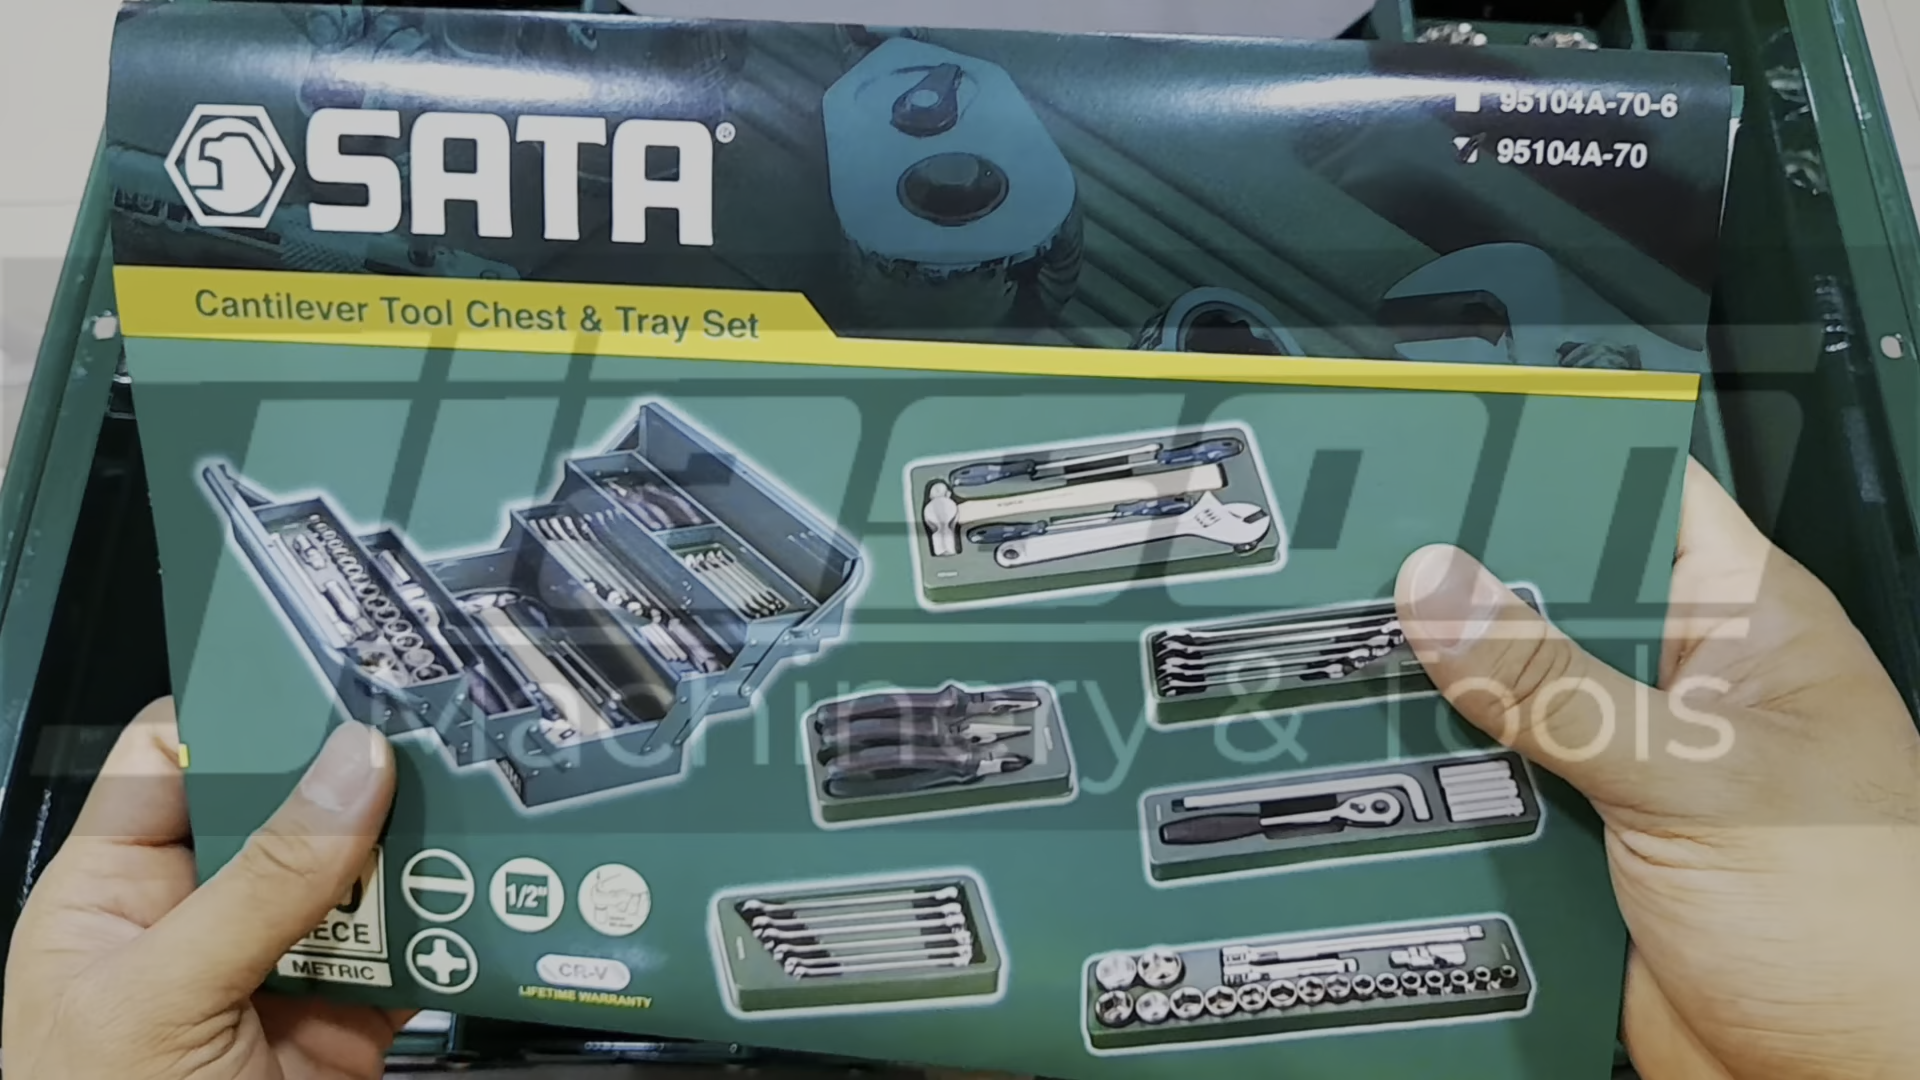 SATA®
95104A-70-6
95104A-70
Cantilever Tool Chest & Tray Set
Machinery & Tools
1/2"
METRIC
CR-V
LIFETIME WARRANTY